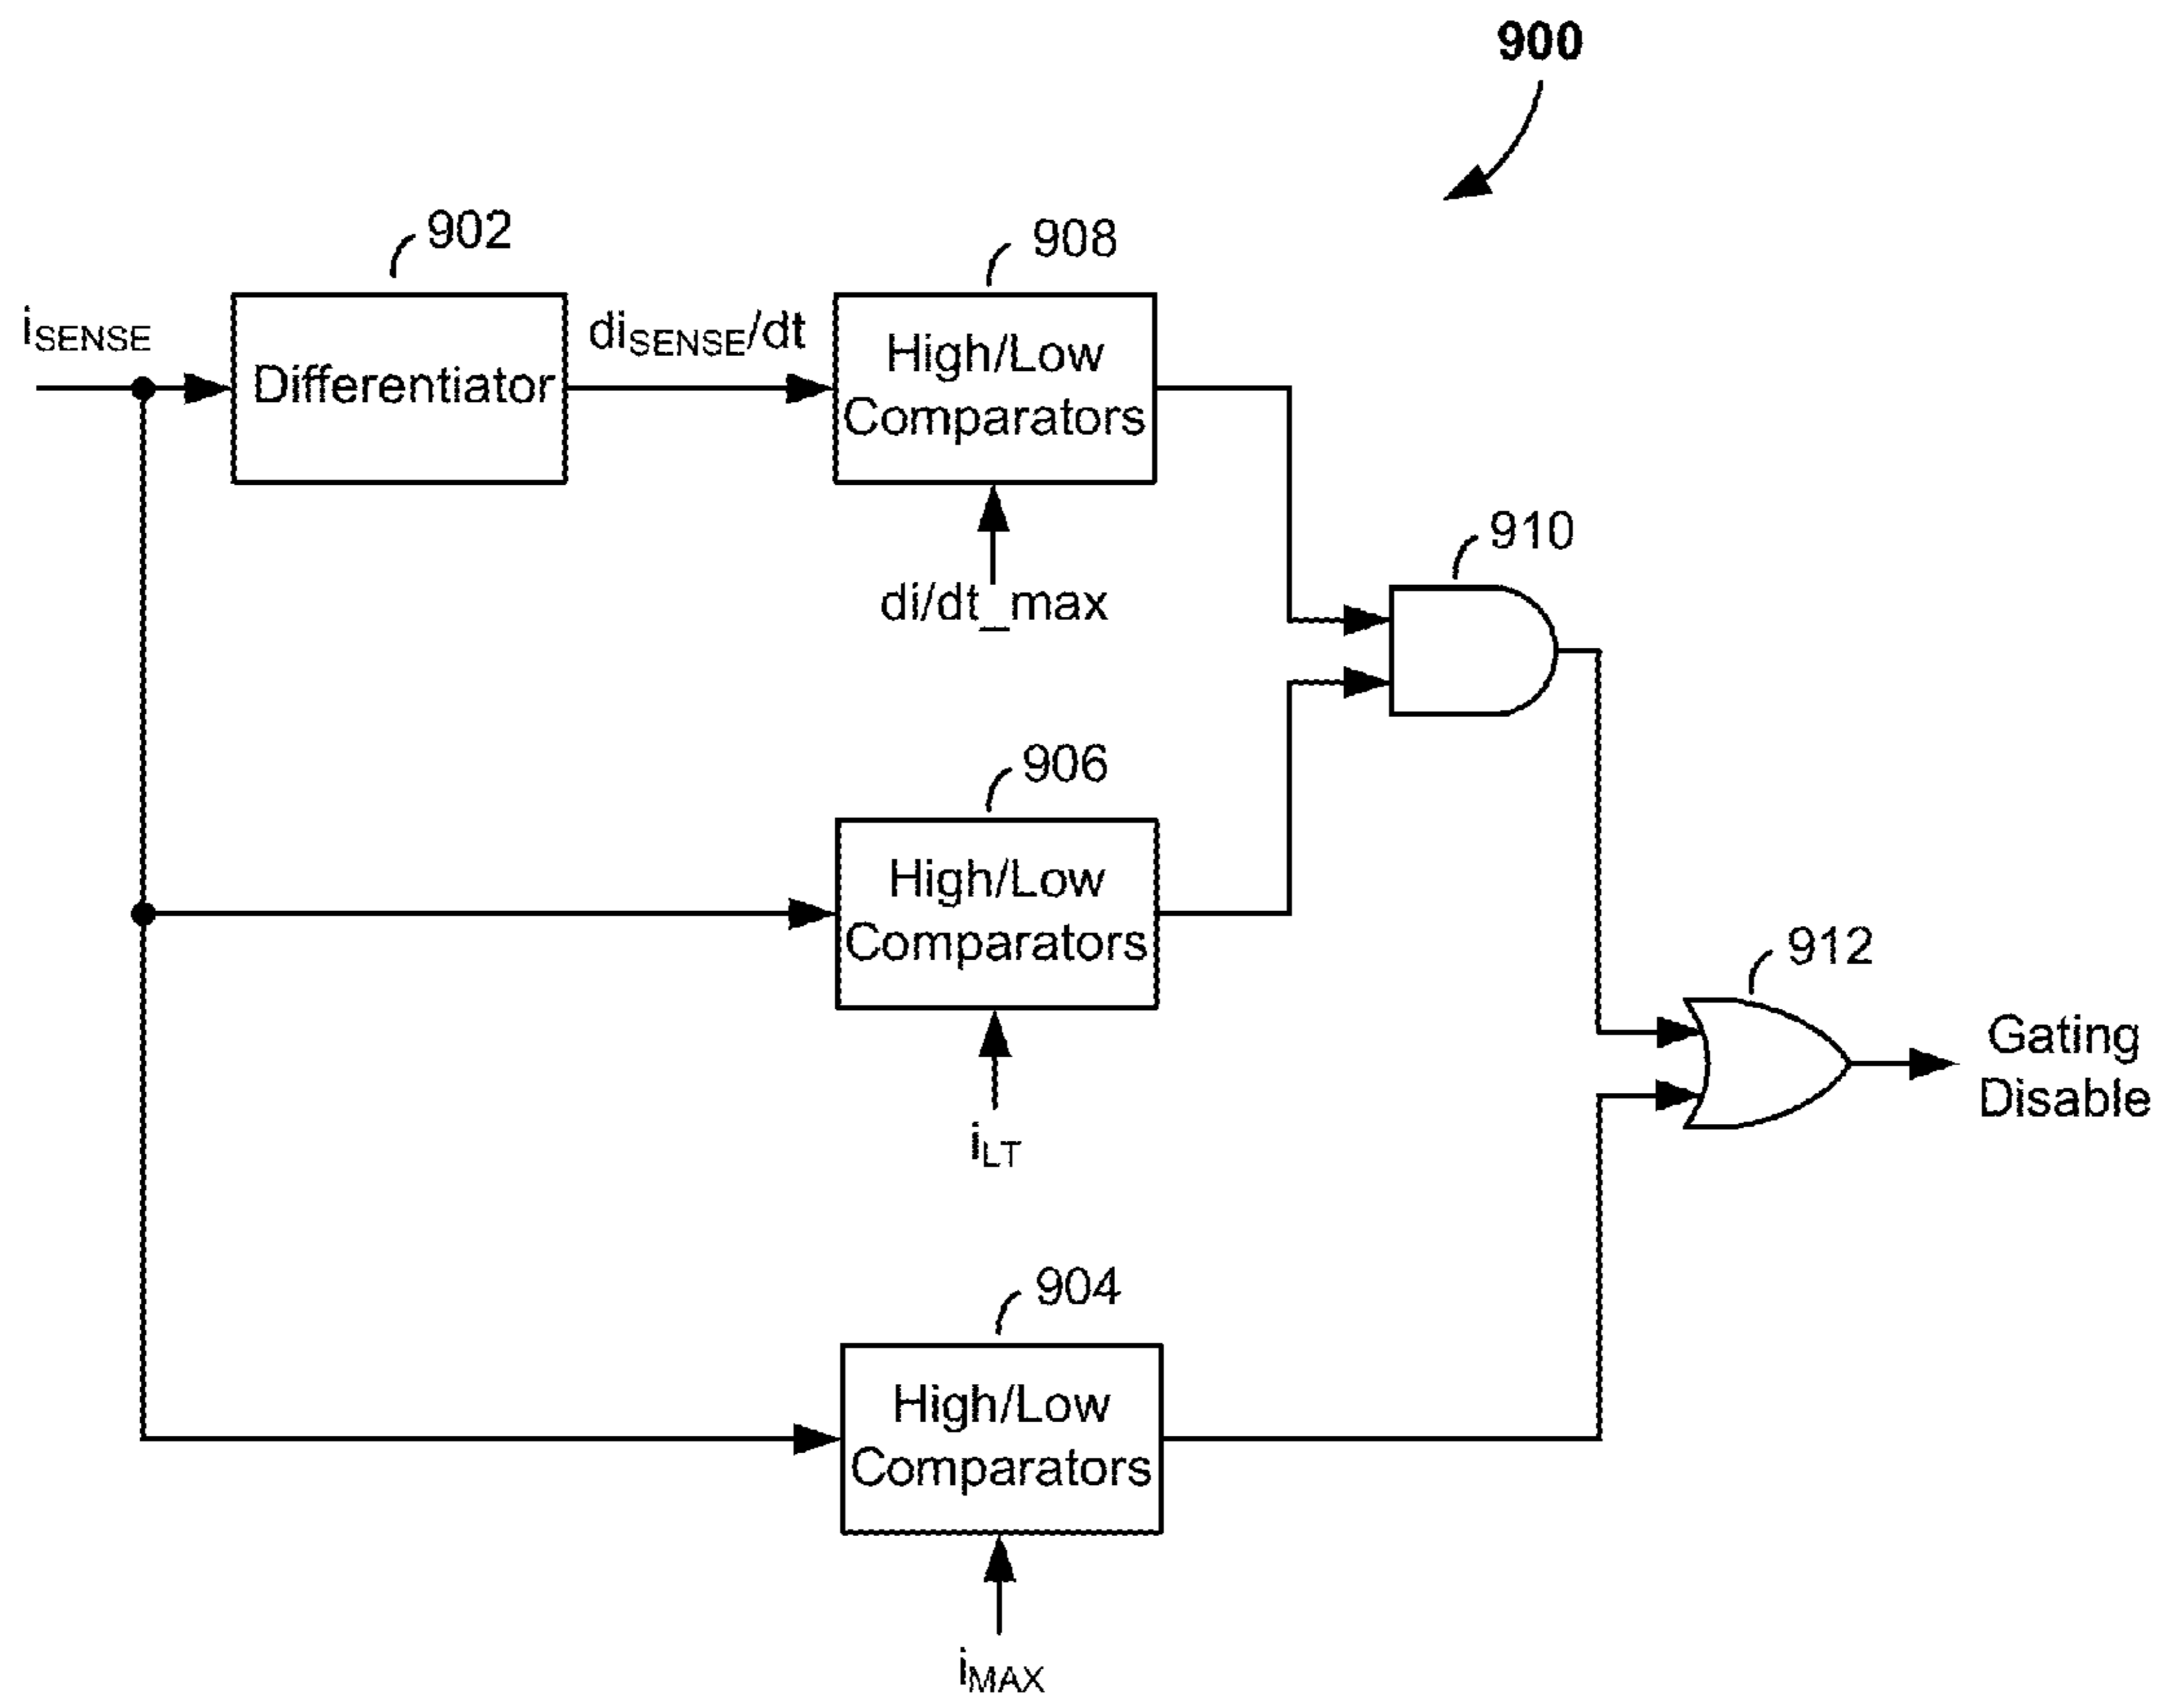 900
902
908
iSENSE
diSENSE/dt
Differentiator
High/Low
Comparators
di/dt_max
910
906
High/Low
Comparators
iLT
912
Gating
Disable
904
High/Low
Comparators
iMAX